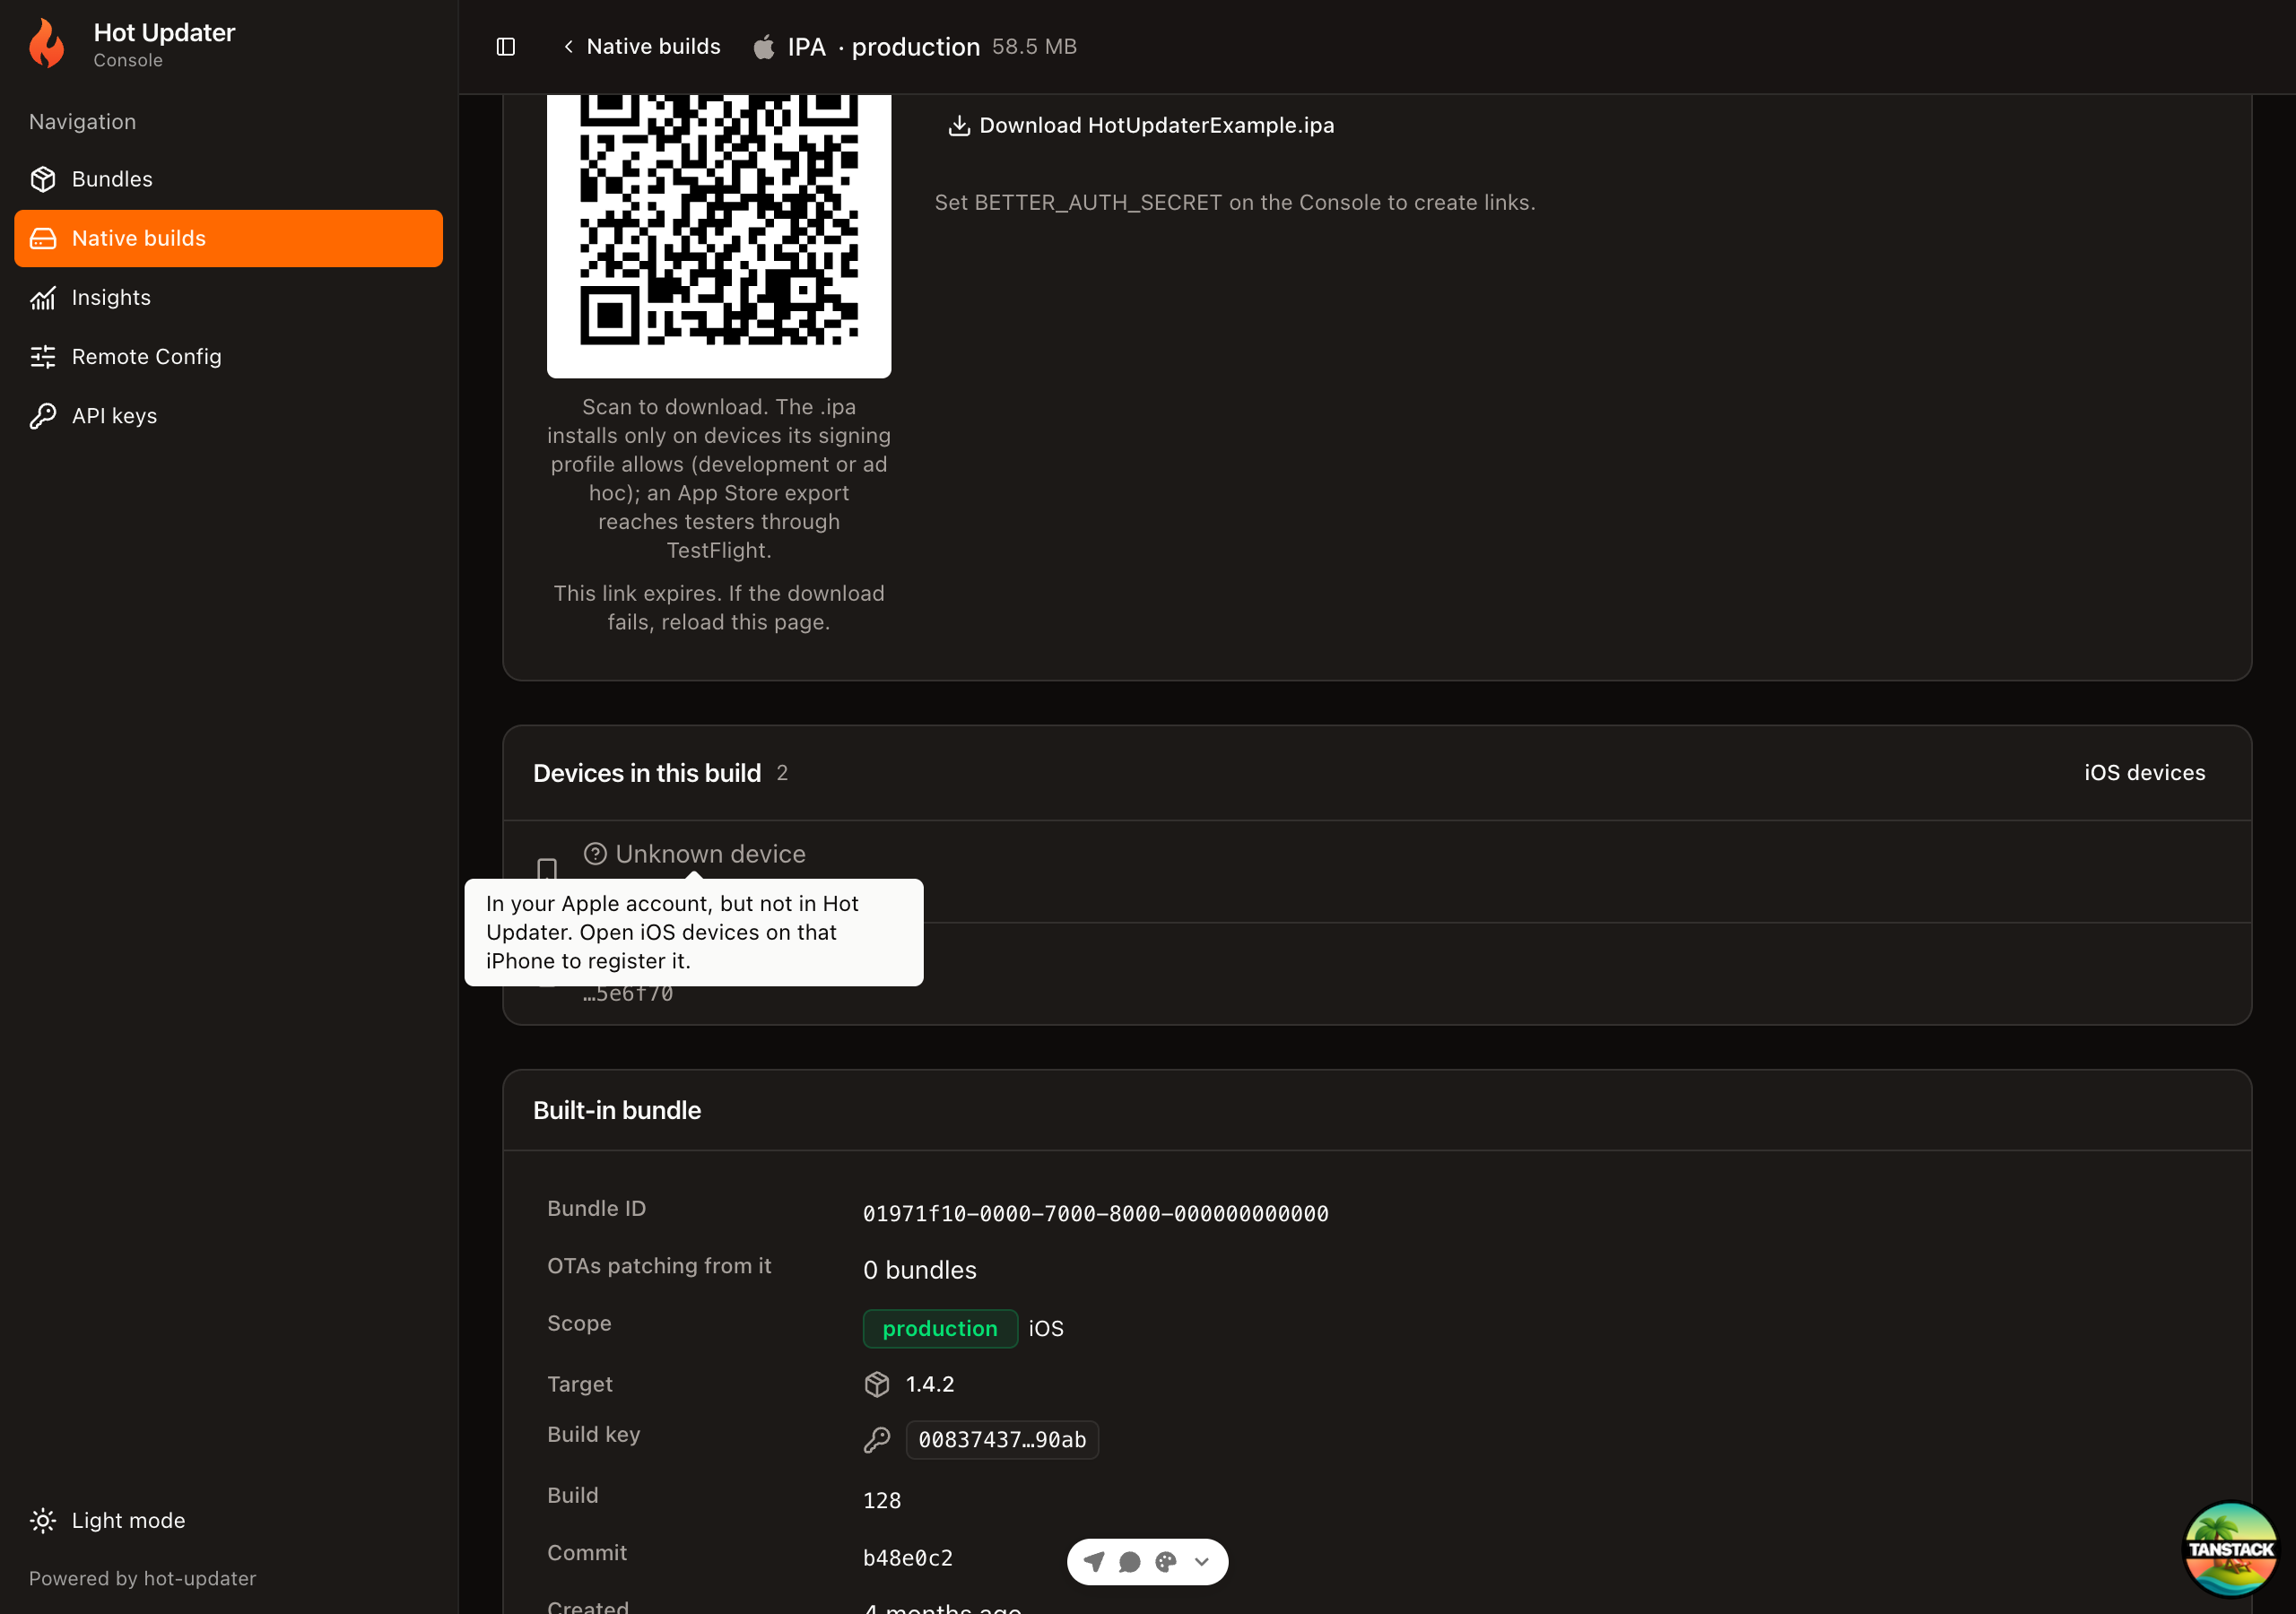 Hot Updater
Console
Navigation
Bundles
Native builds
Insights
Remote Config
API keys
Light mode
Powered by hot-updater
Native builds
IPA · production 58.5 MB
Download HotUpdaterExample.ipa
Set BETTER_AUTH_SECRET on the Console to create links.
Scan to download. The .ipa
installs only on devices its signing
profile allows (development or ad
hoc); an App Store export
reaches testers through
TestFlight.
This link expires. If the download
fails, reload this page.
Devices in this build 2
iOS devices
Unknown device
In your Apple account, but not in Hot
Updater. Open iOS devices on that
iPhone to register it.
…5e6f70
Built-in bundle
Bundle ID 01971f10-0000-7000-8000-000000000000
OTAs patching from it 0 bundles
Scope production iOS
Target 1.4.2
Build key 00837437…90ab
Build 128
Commit b48e0c2
Created 4 months ago
TANSTACK